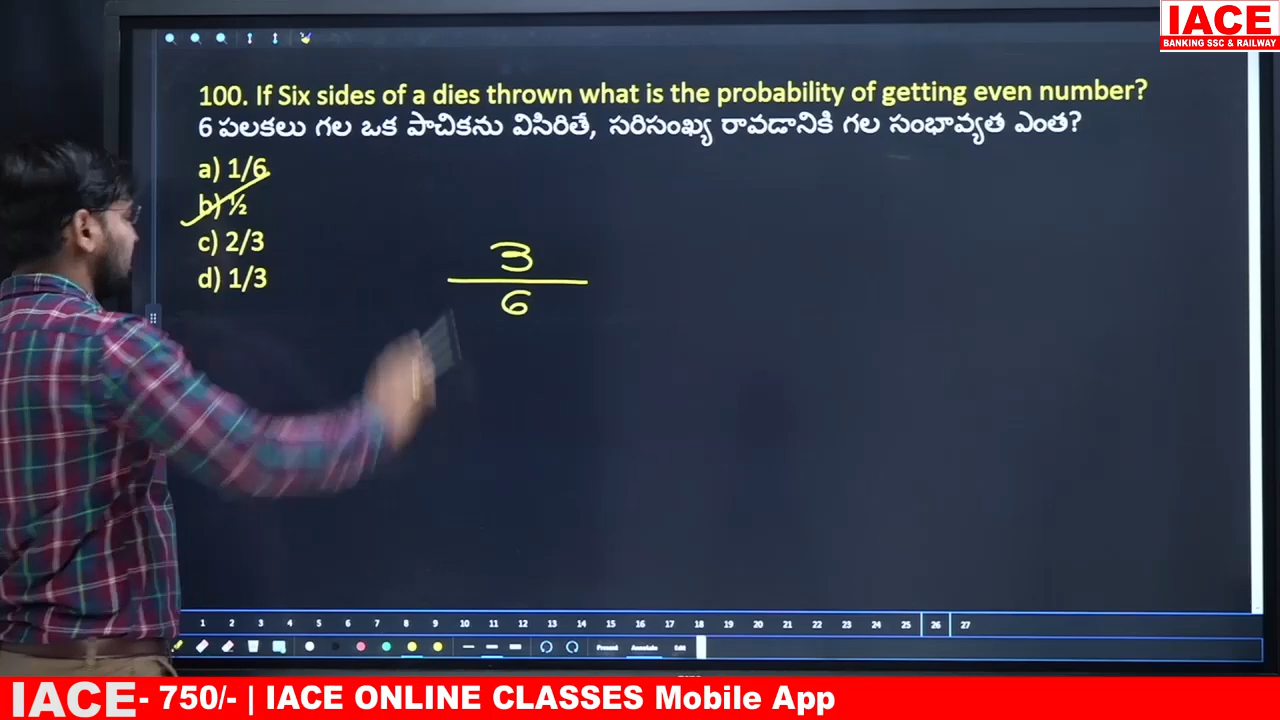 IACE
BANKING SSC & RAILWAY
100. If Six sides of a dies thrown what is the probability of getting even number?
6 పలకలు గల ఒక పాచికను విసిరితే, సరిసంఖ్య రావడానికి గల సంభావ్యత ఎంత?
a) 1/6
b) ½
c) 2/3
d) 1/3
3
6
1 2 3 4 5 6 7 8 9 10 11 12 13 14 15 16 17 18 19 20 21 22 23 24 25 26 27
Present Annotate Edit
IACE- 750/- | IACE ONLINE CLASSES Mobile App